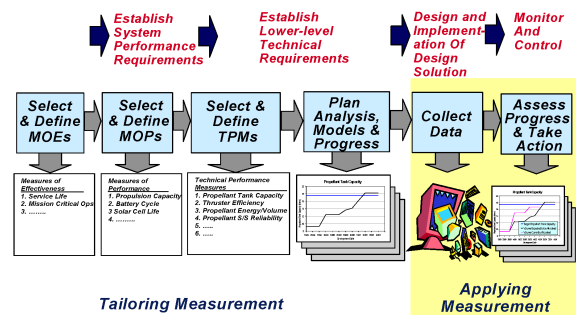 Establish
System
Performance
Requirements
Establish
Lower-level
Technical
Requirements
Design and
Implement-
ation Of
Design
Solution
Monitor
And
Control
Select
& Define
MOEs
Select
& Define
MOPs
Select &
Define
TPMs
Plan
Analysis,
Models &
Progress
Collect
Data
Assess
Progress
& Take
Action
Measures of
Effectiveness
1. Service Life
2. Mission Critical Ops
3. ........
Measures of
Performance
1. Propulsion Capacity
2. Battery Cycle
3 Solar Cell Life
4. ..........
Technical Performance
Measures
1. Propellant Tank Capacity
2. Thruster Efficiency
3. Propellant Energy/Volume
4. Propellant S/S Reliability
5. .....
6. .....
Propellant Tank Capacity
Propellant Tank Capacity
Tailoring Measurement
Applying
Measurement